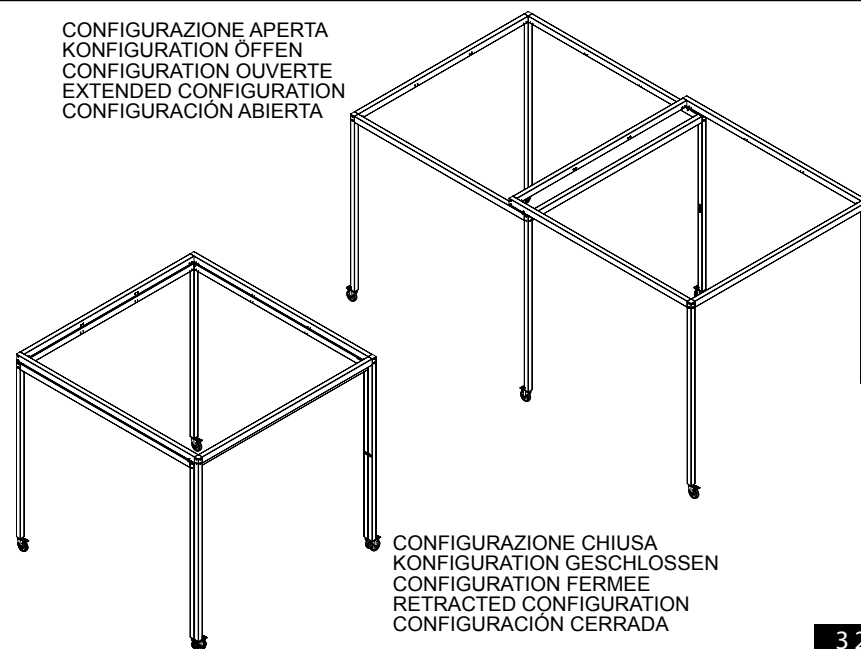 CONFIGURAZIONE APERTA
KONFIGURATION ÖFFEN
CONFIGURATION OUVERTE
EXTENDED CONFIGURATION
CONFIGURACIÓN ABIERTA
CONFIGURAZIONE CHIUSA
KONFIGURATION GESCHLOSSEN
CONFIGURATION FERMEE
RETRACTED CONFIGURATION
CONFIGURACIÓN CERRADA
32